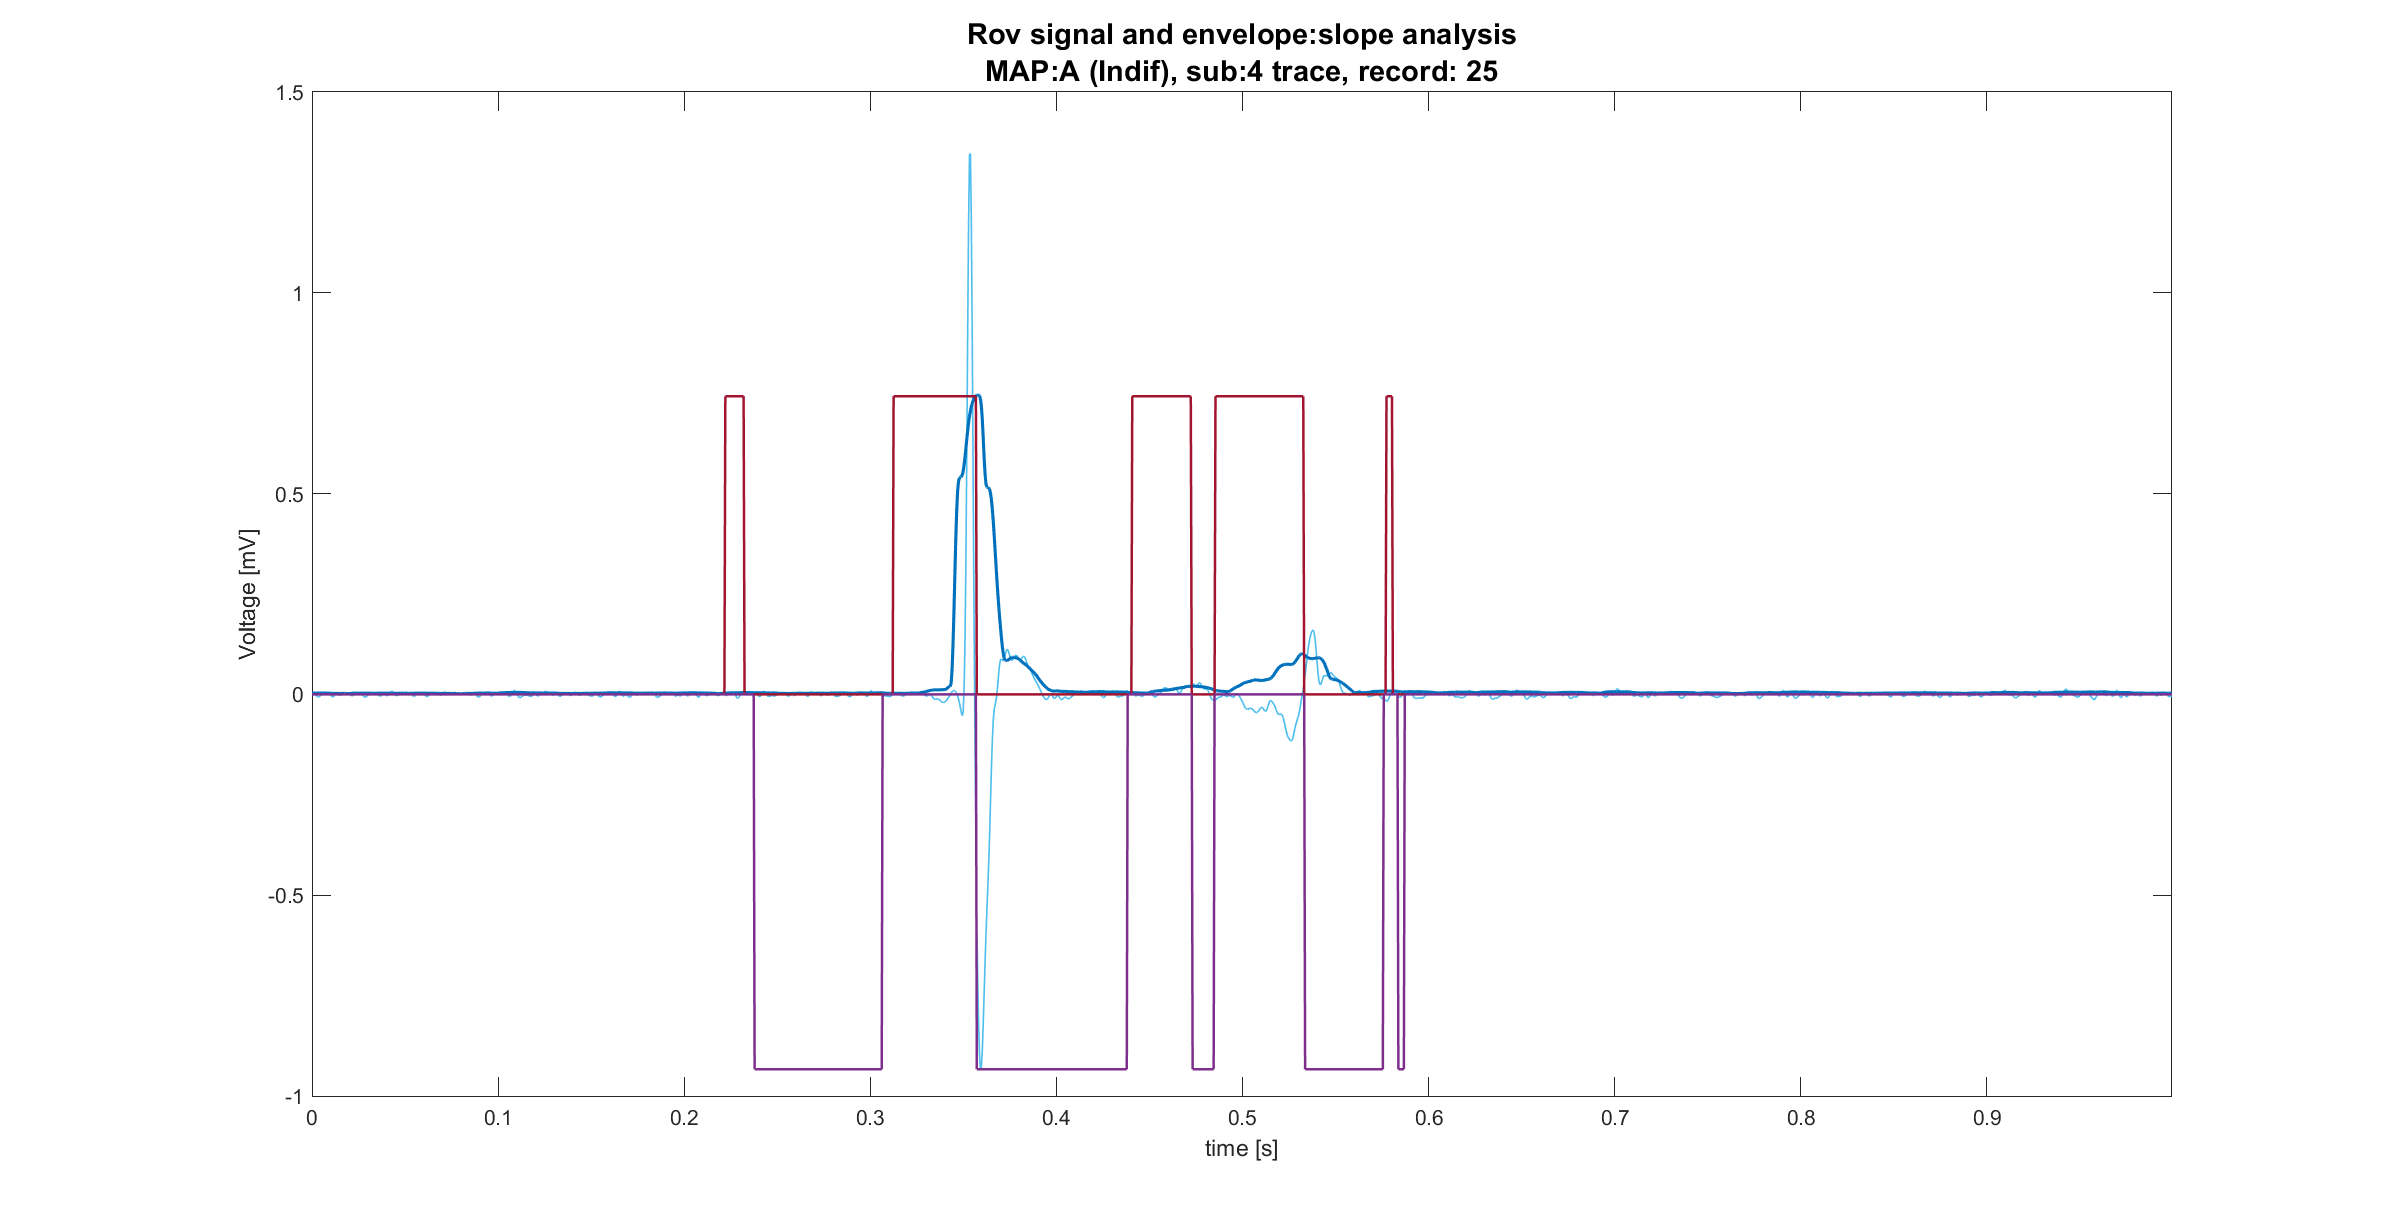 Rov signal and envelope:slope analysis
MAP:A (Indif), sub:4 trace, record: 25
1.5
1
0.5
0
-0.5
-1
Voltage [mV]
0 0.1 0.2 0.3 0.4 0.5 0.6 0.7 0.8 0.9
time [s]